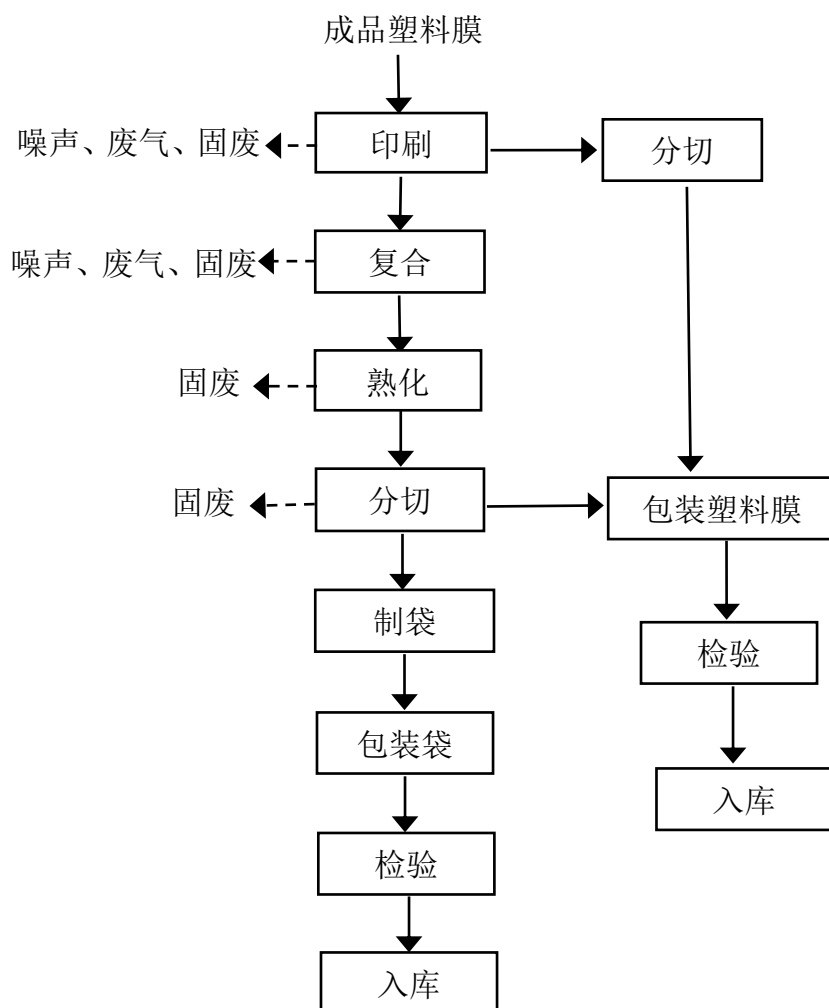 成品塑料膜
噪声、废气、固废
印刷
分切
噪声、废气、固废
复合
固废
熟化
固废
分切
包装塑料膜
制袋
检验
包装袋
入库
检验
入库